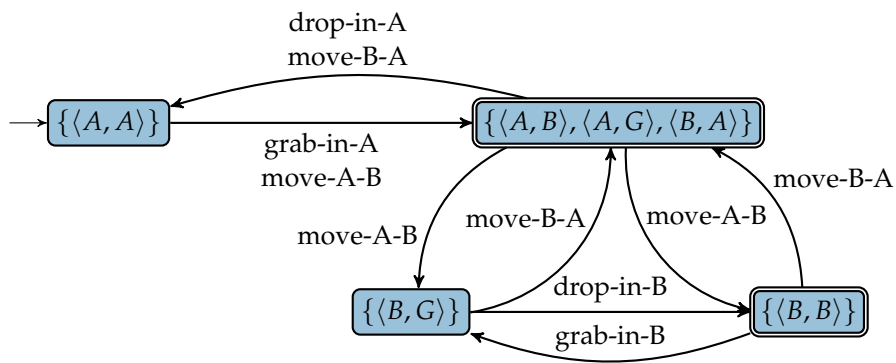 drop-in-A
move-B-A
{⟨A, A⟩}
{⟨A, B⟩, ⟨A, G⟩, ⟨B, A⟩}
grab-in-A
move-A-B
move-B-A
move-A-B
move-B-A
move-A-B
drop-in-B
{⟨B, G⟩}
{⟨B, B⟩}
grab-in-B